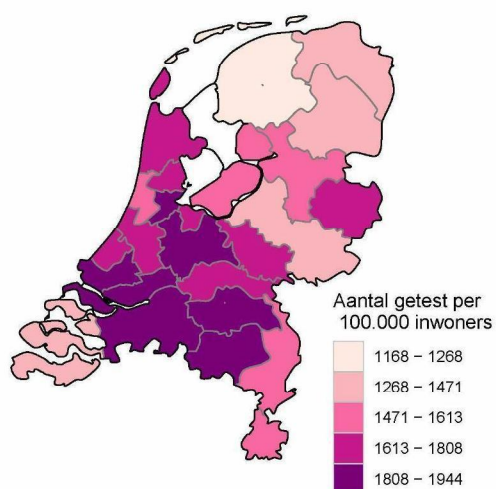 Aantal getest per
100.000 inwoners
1168 – 1268
1268 – 1471
1471 – 1613
1613 – 1808
1808 – 1944